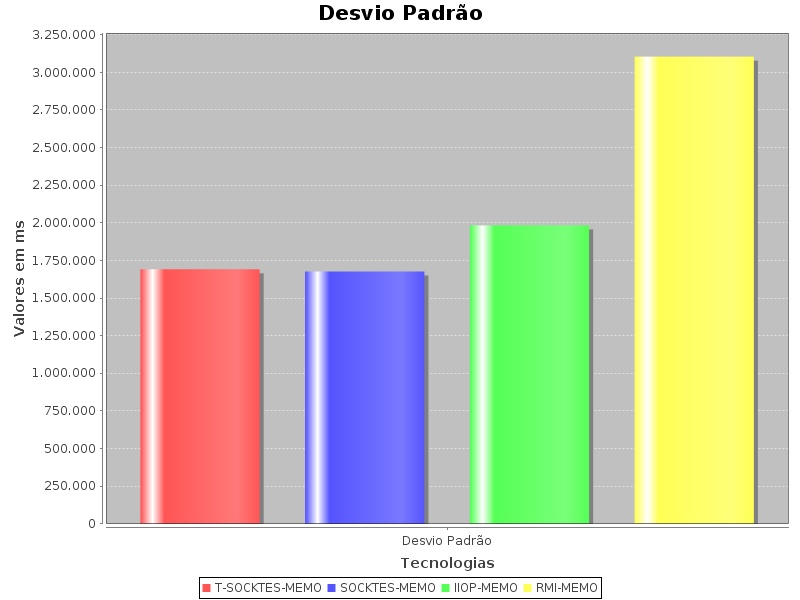 Desvio Padrão
3.250.000
3.000.000
2.750.000
2.500.000
2.250.000
2.000.000
1.750.000
1.500.000
1.250.000
1.000.000
750.000
500.000
250.000
0
Valores em ms
Desvio Padrão
Tecnologias
T-SOCKTES-MEMO SOCKTES-MEMO IIOP-MEMO RMI-MEMO